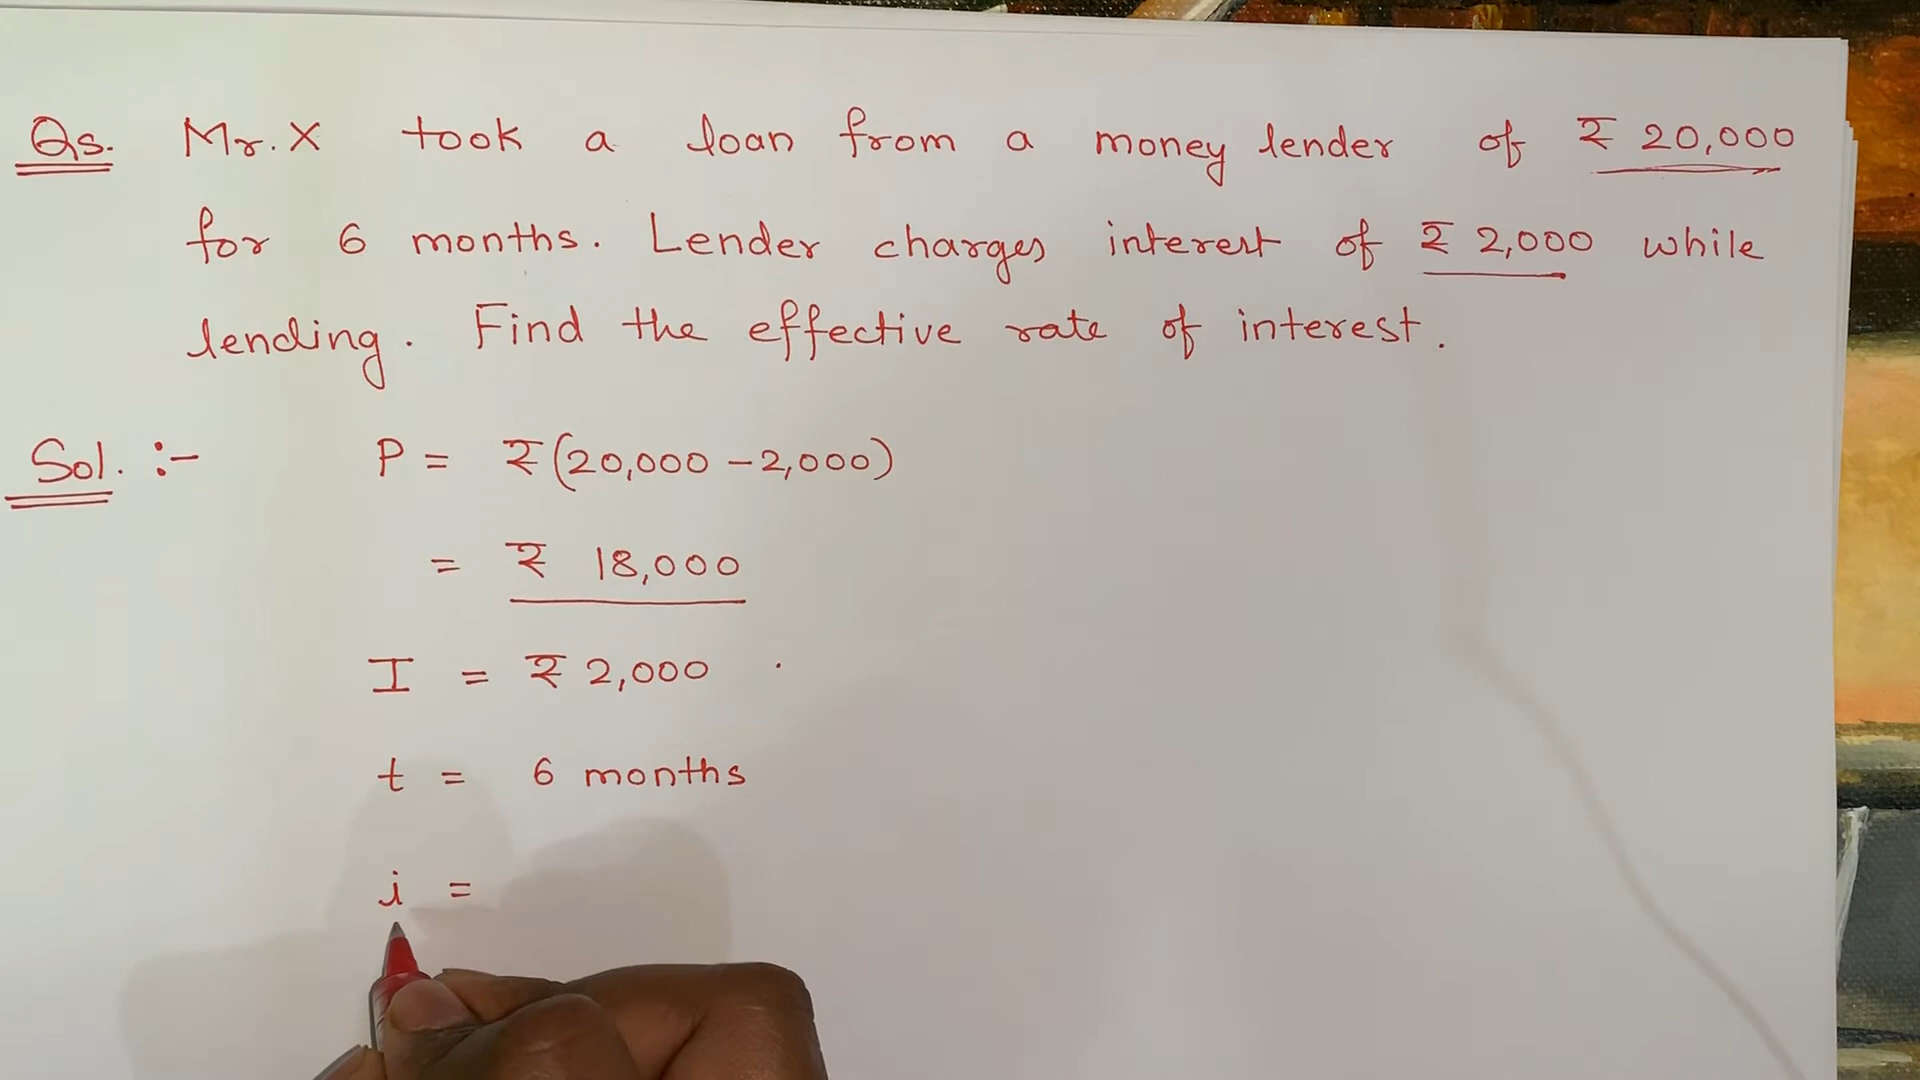 Qs. Mr. X took a loan from a money lender of ₹ 20,000
for 6 months. Lender charges interest of ₹ 2,000 while
lending. Find the effective rate of interest.
Sol. :- P = ₹ (20,000 - 2,000)
= ₹ 18,000
I = ₹ 2,000
t = 6 months
i =